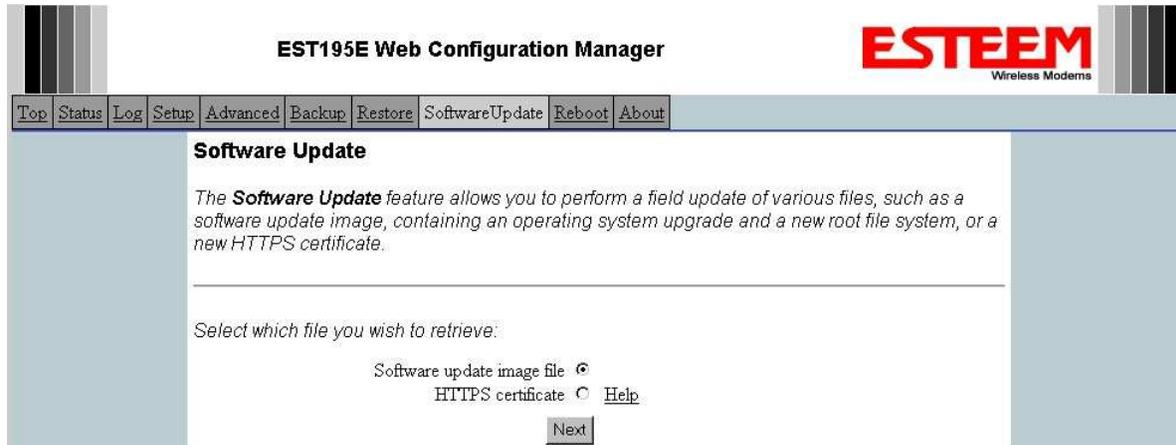 EST195E Web Configuration Manager
ESTEEM
Wireless Modems
Top Status Log Setup Advanced Backup Restore SoftwareUpdate Reboot About
Software Update
The Software Update feature allows you to perform a field update of various files, such as a
software update image, containing an operating system upgrade and a new root file system, or a
new HTTPS certificate.
Select which file you wish to retrieve:
Software update image file
HTTPS certificate Help
Next